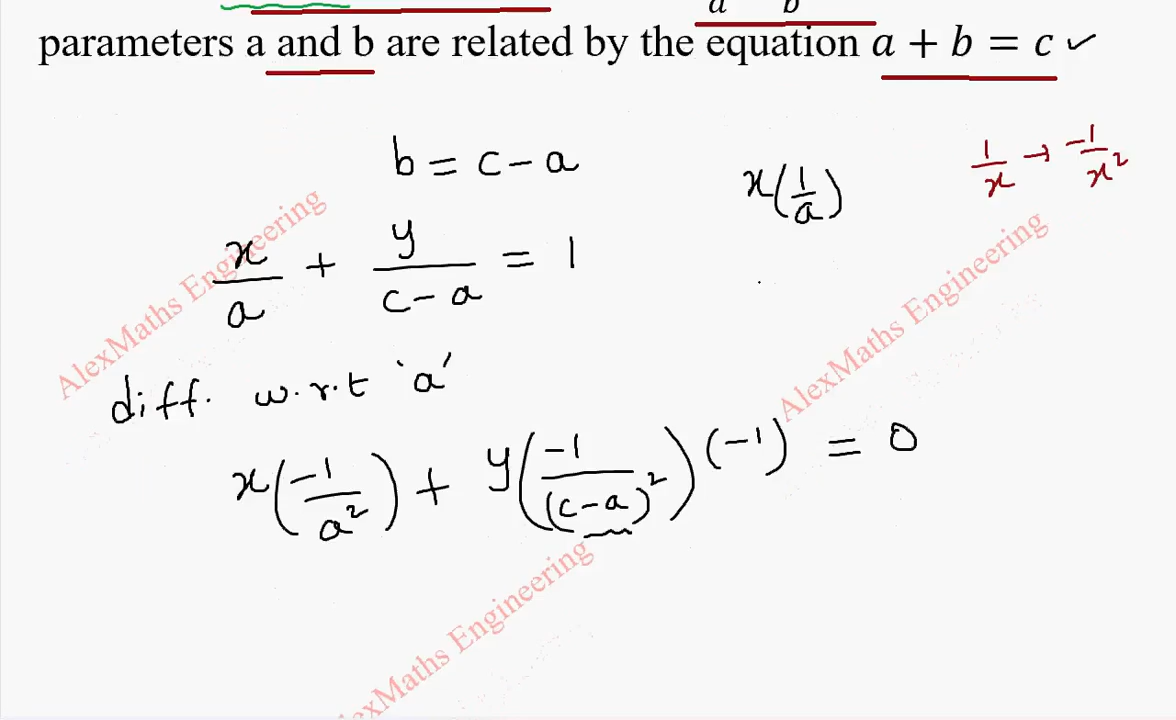 a b
parameters a and b are related by the equation a + b = c ✓
b = c - a
x(1/a)
1/x → -1/x²
x/a + y/(c-a) = 1
diff. w.r.t 'a'
x(-1/a²) + y(-1/(c-a)²)(-1) = 0
AlexMaths Engineering
AlexMaths Engineering
AlexMaths Engineering